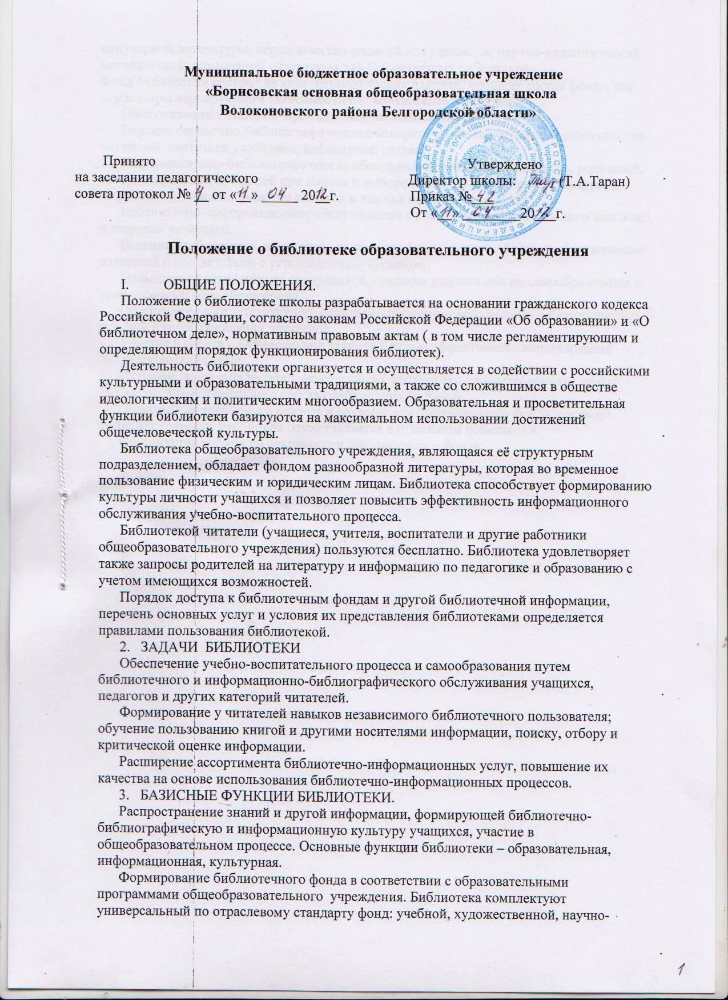 Муниципальное бюджетное образовательное учреждение
«Борисовская основная общеобразовательная школа
Волоконовского района Белгородской области»
Принято
на заседании педагогического
совета протокол № 4 от «11» 04 2012г.
Утверждено
Директор школы: (Т.А.Таран)
Приказ № 42
От «11» 04 2012 г.
Положение о библиотеке образовательного учреждения
I. ОБЩИЕ ПОЛОЖЕНИЯ.
Положение о библиотеке школы разрабатывается на основании гражданского кодекса
Российской Федерации, согласно законам Российской Федерации «Об образовании» и «О
библиотечном деле», нормативным правовым актам ( в том числе регламентирующим и
определяющим порядок функционирования библиотек).
Деятельность библиотеки организуется и осуществляется в содействии с российскими
культурными и образовательными традициями, а также со сложившимся в обществе
идеологическим и политическим многообразием. Образовательная и просветительная
функции библиотеки базируются на максимальном использовании достижений
общечеловеческой культуры.
Библиотека общеобразовательного учреждения, являющаяся её структурным
подразделением, обладает фондом разнообразной литературы, которая во временное
пользование физическим и юридическим лицам. Библиотека способствует формированию
культуры личности учащихся и позволяет повысить эффективность информационного
обслуживания учебно-воспитательного процесса.
Библиотекой читатели (учащиеся, учителя, воспитатели и другие работники
общеобразовательного учреждения) пользуются бесплатно. Библиотека удовлетворяет
также запросы родителей на литературу и информацию по педагогике и образованию с
учетом имеющихся возможностей.
Порядок доступа к библиотечным фондам и другой библиотечной информации,
перечень основных услуг и условия их представления библиотеками определяется
правилами пользования библиотекой.
2. ЗАДАЧИ БИБЛИОТЕКИ
Обеспечение учебно-воспитательного процесса и самообразования путем
библиотечного и информационно-библиографического обслуживания учащихся,
педагогов и других категорий читателей.
Формирование у читателей навыков независимого библиотечного пользователя;
обучение пользованию книгой и другими носителями информации, поиску, отбору и
критической оценке информации.
Расширение ассортимента библиотечно-информационных услуг, повышение их
качества на основе использования библиотечно-информационных процессов.
3. БАЗИСНЫЕ ФУНКЦИИ БИБЛИОТЕКИ.
Распространение знаний и другой информации, формирующей библиотечно-
библиографическую и информационную культуру учащихся, участие в
общеобразовательном процессе. Основные функции библиотеки – образовательная,
информационная, культурная.
Формирование библиотечного фонда в соответствии с образовательными
программами общеобразовательного учреждения. Библиотека комплектуют
универсальный по отраслевому стандарту фонд: учебной, художественной, научно-
1